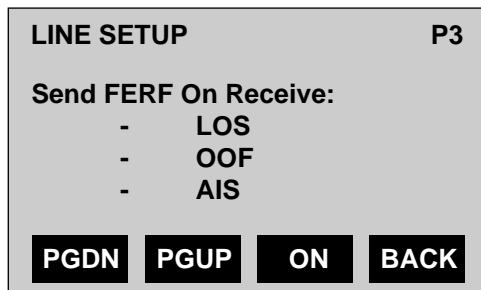 LINE SETUP P3
Send FERF On Receive:
- LOS
- OOF
- AIS
PGDN PGUP ON BACK